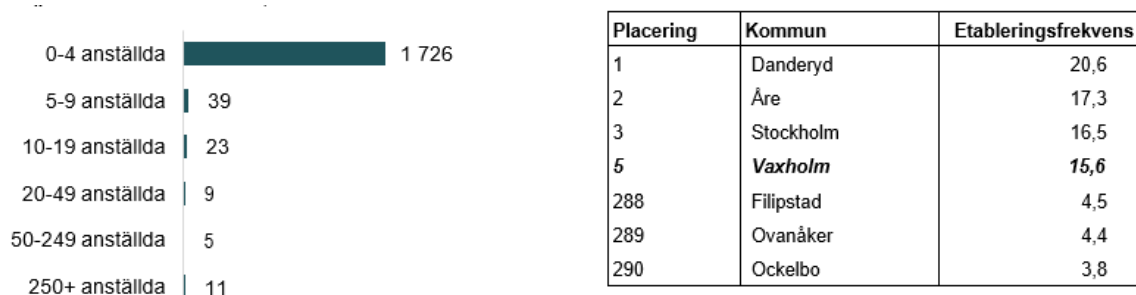 0-4 anställda 1 726
5-9 anställda 39
10-19 anställda 23
20-49 anställda 9
50-249 anställda 5
250+ anställda 11
Placering Kommun Etableringsfrekvens
1 Danderyd 20,6
2 Åre 17,3
3 Stockholm 16,5
5 Vaxholm 15,6
288 Filipstad 4,5
289 Ovanåker 4,4
290 Ockelbo 3,8